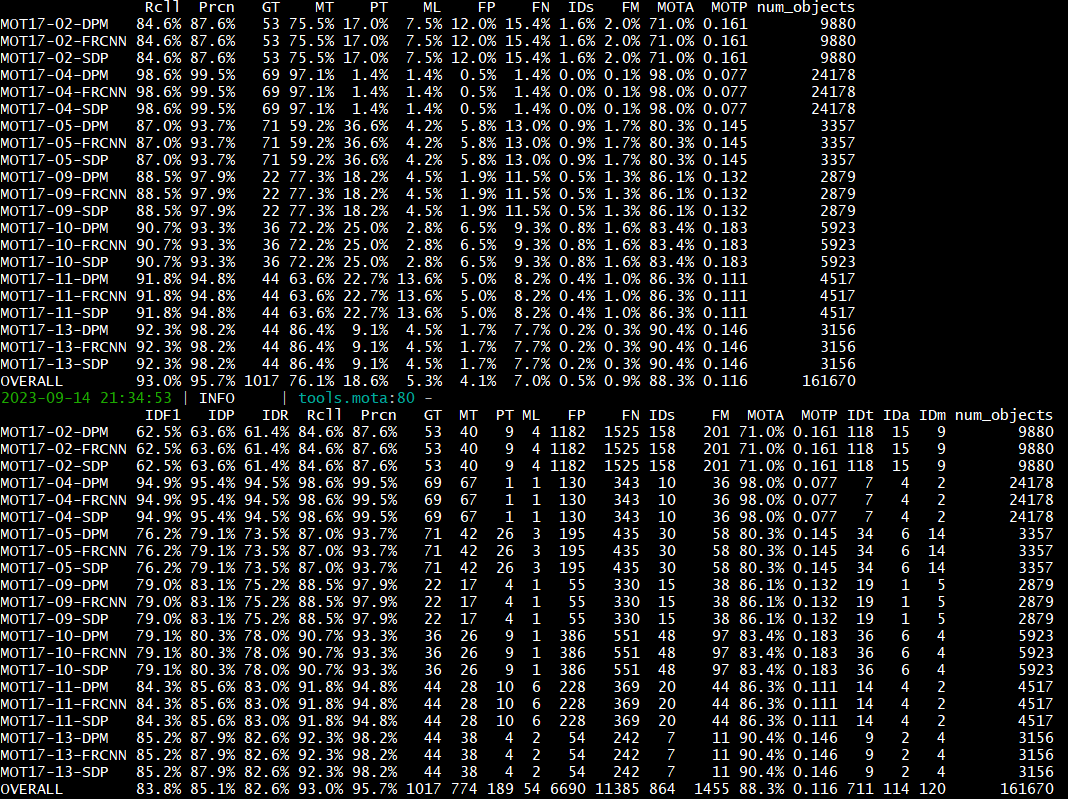 Rcll Prcn GT MT PT ML FP FN IDs FM MOTA MOTP num_objects
MOT17-02-DPM 84.6% 87.6% 53 75.5% 17.0% 7.5% 12.0% 15.4% 1.6% 2.0% 71.0% 0.161 9880
MOT17-02-FRCNN 84.6% 87.6% 53 75.5% 17.0% 7.5% 12.0% 15.4% 1.6% 2.0% 71.0% 0.161 9880
MOT17-02-SDP 84.6% 87.6% 53 75.5% 17.0% 7.5% 12.0% 15.4% 1.6% 2.0% 71.0% 0.161 9880
MOT17-04-DPM 98.6% 99.5% 69 97.1% 1.4% 1.4% 0.5% 1.4% 0.0% 0.1% 98.0% 0.077 24178
MOT17-04-FRCNN 98.6% 99.5% 69 97.1% 1.4% 1.4% 0.5% 1.4% 0.0% 0.1% 98.0% 0.077 24178
MOT17-04-SDP 98.6% 99.5% 69 97.1% 1.4% 1.4% 0.5% 1.4% 0.0% 0.1% 98.0% 0.077 24178
MOT17-05-DPM 87.0% 93.7% 71 59.2% 36.6% 4.2% 5.8% 13.0% 0.9% 1.7% 80.3% 0.145 3357
MOT17-05-FRCNN 87.0% 93.7% 71 59.2% 36.6% 4.2% 5.8% 13.0% 0.9% 1.7% 80.3% 0.145 3357
MOT17-05-SDP 87.0% 93.7% 71 59.2% 36.6% 4.2% 5.8% 13.0% 0.9% 1.7% 80.3% 0.145 3357
MOT17-09-DPM 88.5% 97.9% 22 77.3% 18.2% 4.5% 1.9% 11.5% 0.5% 1.3% 86.1% 0.132 2879
MOT17-09-FRCNN 88.5% 97.9% 22 77.3% 18.2% 4.5% 1.9% 11.5% 0.5% 1.3% 86.1% 0.132 2879
MOT17-09-SDP 88.5% 97.9% 22 77.3% 18.2% 4.5% 1.9% 11.5% 0.5% 1.3% 86.1% 0.132 2879
MOT17-10-DPM 90.7% 93.3% 36 72.2% 25.0% 2.8% 6.5% 9.3% 0.8% 1.6% 83.4% 0.183 5923
MOT17-10-FRCNN 90.7% 93.3% 36 72.2% 25.0% 2.8% 6.5% 9.3% 0.8% 1.6% 83.4% 0.183 5923
MOT17-10-SDP 90.7% 93.3% 36 72.2% 25.0% 2.8% 6.5% 9.3% 0.8% 1.6% 83.4% 0.183 5923
MOT17-11-DPM 91.8% 94.8% 44 63.6% 22.7% 13.6% 5.0% 8.2% 0.4% 1.0% 86.3% 0.111 4517
MOT17-11-FRCNN 91.8% 94.8% 44 63.6% 22.7% 13.6% 5.0% 8.2% 0.4% 1.0% 86.3% 0.111 4517
MOT17-11-SDP 91.8% 94.8% 44 63.6% 22.7% 13.6% 5.0% 8.2% 0.4% 1.0% 86.3% 0.111 4517
MOT17-13-DPM 92.3% 98.2% 44 86.4% 9.1% 4.5% 1.7% 7.7% 0.2% 0.3% 90.4% 0.146 3156
MOT17-13-FRCNN 92.3% 98.2% 44 86.4% 9.1% 4.5% 1.7% 7.7% 0.2% 0.3% 90.4% 0.146 3156
MOT17-13-SDP 92.3% 98.2% 44 86.4% 9.1% 4.5% 1.7% 7.7% 0.2% 0.3% 90.4% 0.146 3156
OVERALL 93.0% 95.7% 1017 76.1% 18.6% 5.3% 4.1% 7.0% 0.5% 0.9% 88.3% 0.116 161670
2023-09-14 21:34:53 | INFO | tools.mota:80 -
IDF1 IDP IDR Rcll Prcn GT MT PT ML FP FN IDs FM MOTA MOTP IDt IDa IDm num_objects
MOT17-02-DPM 62.5% 63.6% 61.4% 84.6% 87.6% 53 40 9 4 1182 1525 158 201 71.0% 0.161 118 15 9 9880
MOT17-02-FRCNN 62.5% 63.6% 61.4% 84.6% 87.6% 53 40 9 4 1182 1525 158 201 71.0% 0.161 118 15 9 9880
MOT17-02-SDP 62.5% 63.6% 61.4% 84.6% 87.6% 53 40 9 4 1182 1525 158 201 71.0% 0.161 118 15 9 9880
MOT17-04-DPM 94.9% 95.4% 94.5% 98.6% 99.5% 69 67 1 1 130 343 10 36 98.0% 0.077 7 4 2 24178
MOT17-04-FRCNN 94.9% 95.4% 94.5% 98.6% 99.5% 69 67 1 1 130 343 10 36 98.0% 0.077 7 4 2 24178
MOT17-04-SDP 94.9% 95.4% 94.5% 98.6% 99.5% 69 67 1 1 130 343 10 36 98.0% 0.077 7 4 2 24178
MOT17-05-DPM 76.2% 79.1% 73.5% 87.0% 93.7% 71 42 26 3 195 435 30 58 80.3% 0.145 34 6 14 3357
MOT17-05-FRCNN 76.2% 79.1% 73.5% 87.0% 93.7% 71 42 26 3 195 435 30 58 80.3% 0.145 34 6 14 3357
MOT17-05-SDP 76.2% 79.1% 73.5% 87.0% 93.7% 71 42 26 3 195 435 30 58 80.3% 0.145 34 6 14 3357
MOT17-09-DPM 79.0% 83.1% 75.2% 88.5% 97.9% 22 17 4 1 55 330 15 38 86.1% 0.132 19 1 5 2879
MOT17-09-FRCNN 79.0% 83.1% 75.2% 88.5% 97.9% 22 17 4 1 55 330 15 38 86.1% 0.132 19 1 5 2879
MOT17-09-SDP 79.0% 83.1% 75.2% 88.5% 97.9% 22 17 4 1 55 330 15 38 86.1% 0.132 19 1 5 2879
MOT17-10-DPM 79.1% 80.3% 78.0% 90.7% 93.3% 36 26 9 1 386 551 48 97 83.4% 0.183 36 6 4 5923
MOT17-10-FRCNN 79.1% 80.3% 78.0% 90.7% 93.3% 36 26 9 1 386 551 48 97 83.4% 0.183 36 6 4 5923
MOT17-10-SDP 79.1% 80.3% 78.0% 90.7% 93.3% 36 26 9 1 386 551 48 97 83.4% 0.183 36 6 4 5923
MOT17-11-DPM 84.3% 85.6% 83.0% 91.8% 94.8% 44 28 10 6 228 369 20 44 86.3% 0.111 14 4 2 4517
MOT17-11-FRCNN 84.3% 85.6% 83.0% 91.8% 94.8% 44 28 10 6 228 369 20 44 86.3% 0.111 14 4 2 4517
MOT17-11-SDP 84.3% 85.6% 83.0% 91.8% 94.8% 44 28 10 6 228 369 20 44 86.3% 0.111 14 4 2 4517
MOT17-13-DPM 85.2% 87.9% 82.6% 92.3% 98.2% 44 38 4 2 54 242 7 11 90.4% 0.146 9 2 4 3156
MOT17-13-FRCNN 85.2% 87.9% 82.6% 92.3% 98.2% 44 38 4 2 54 242 7 11 90.4% 0.146 9 2 4 3156
MOT17-13-SDP 85.2% 87.9% 82.6% 92.3% 98.2% 44 38 4 2 54 242 7 11 90.4% 0.146 9 2 4 3156
OVERALL 83.8% 85.1% 82.6% 93.0% 95.7% 1017 774 189 54 6690 11385 864 1455 88.3% 0.116 711 114 120 161670